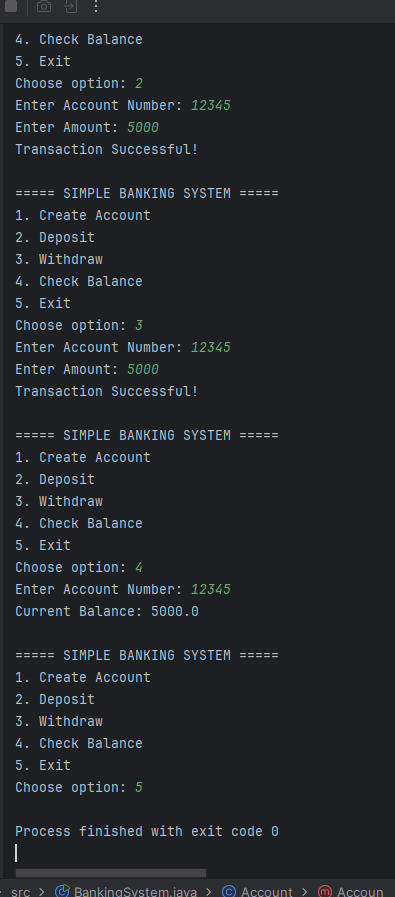 4. Check Balance
5. Exit
Choose option: 2
Enter Account Number: 12345
Enter Amount: 5000
Transaction Successful!
===== SIMPLE BANKING SYSTEM =====
1. Create Account
2. Deposit
3. Withdraw
4. Check Balance
5. Exit
Choose option: 3
Enter Account Number: 12345
Enter Amount: 5000
Transaction Successful!
===== SIMPLE BANKING SYSTEM =====
1. Create Account
2. Deposit
3. Withdraw
4. Check Balance
5. Exit
Choose option: 4
Enter Account Number: 12345
Current Balance: 5000.0
===== SIMPLE BANKING SYSTEM =====
1. Create Account
2. Deposit
3. Withdraw
4. Check Balance
5. Exit
Choose option: 5
Process finished with exit code 0
src > BankingSystem.java > Account > Accoun